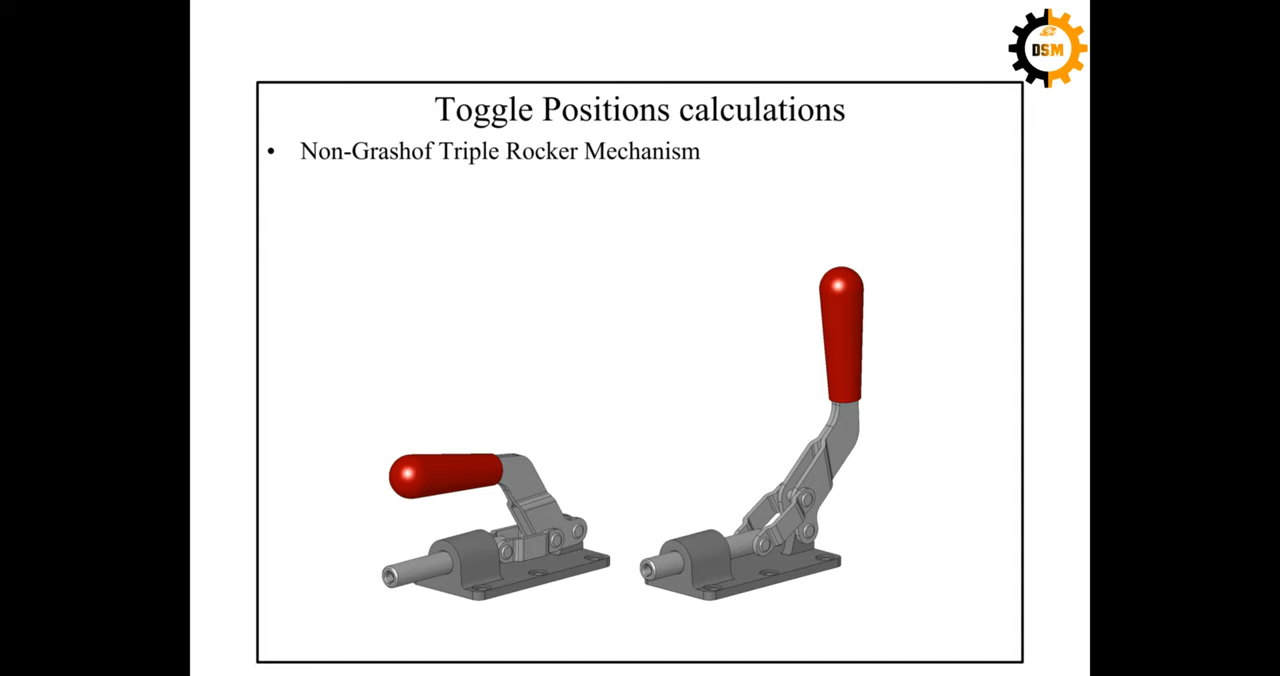 DSM
Toggle Positions calculations
• Non-Grashof Triple Rocker Mechanism